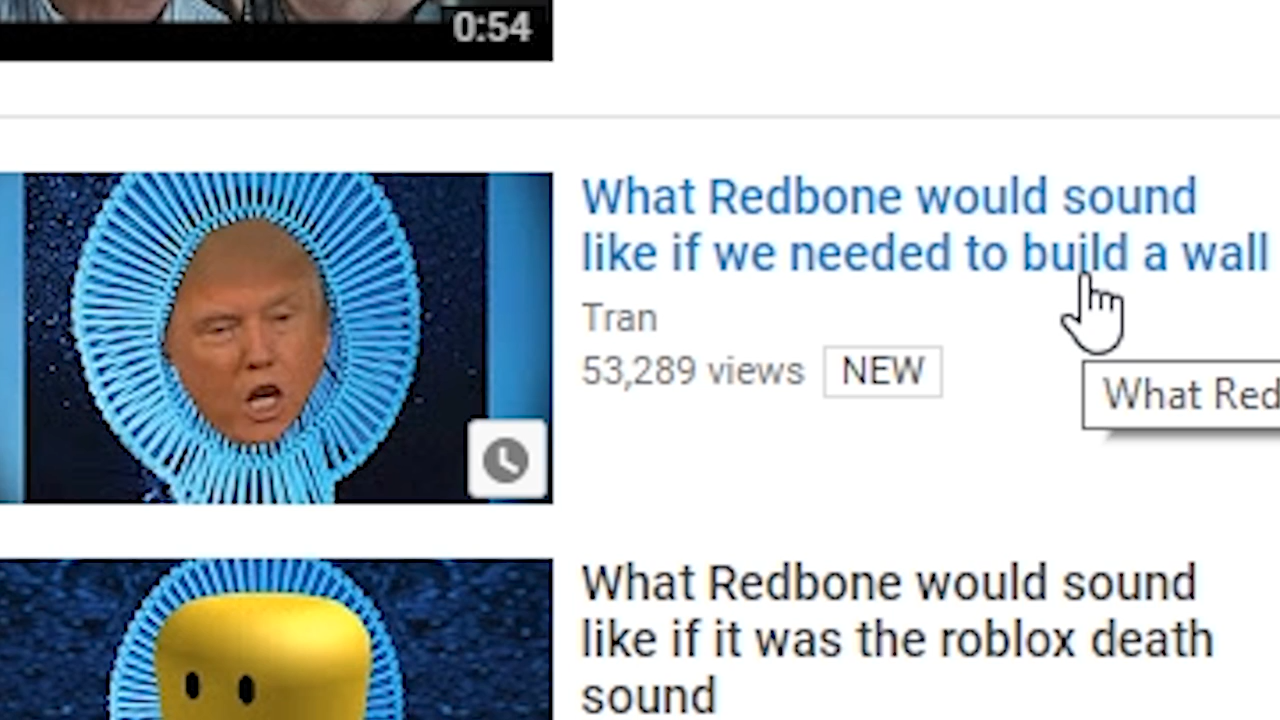 0:54
What Redbone would sound
like if we needed to build a wall
Tran
53,289 views NEW
What Red
What Redbone would sound
like if it was the roblox death
sound